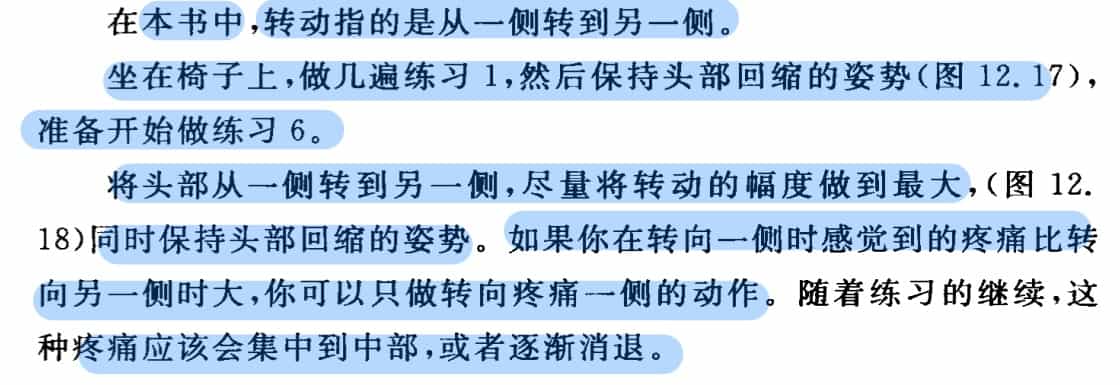 在本书中,转动指的是从一侧转到另一侧。
坐在椅子上,做几遍练习 1,然后保持头部回缩的姿势(图 12.17),
准备开始做练习 6。
将头部从一侧转到另一侧,尽量将转动的幅度做到最大,(图 12.
18)同时保持头部回缩的姿势。如果你在转向一侧时感觉到的疼痛比转
向另一侧时大,你可以只做转向疼痛一侧的动作。随着练习的继续,这
种疼痛应该会集中到中部,或者逐渐消退。